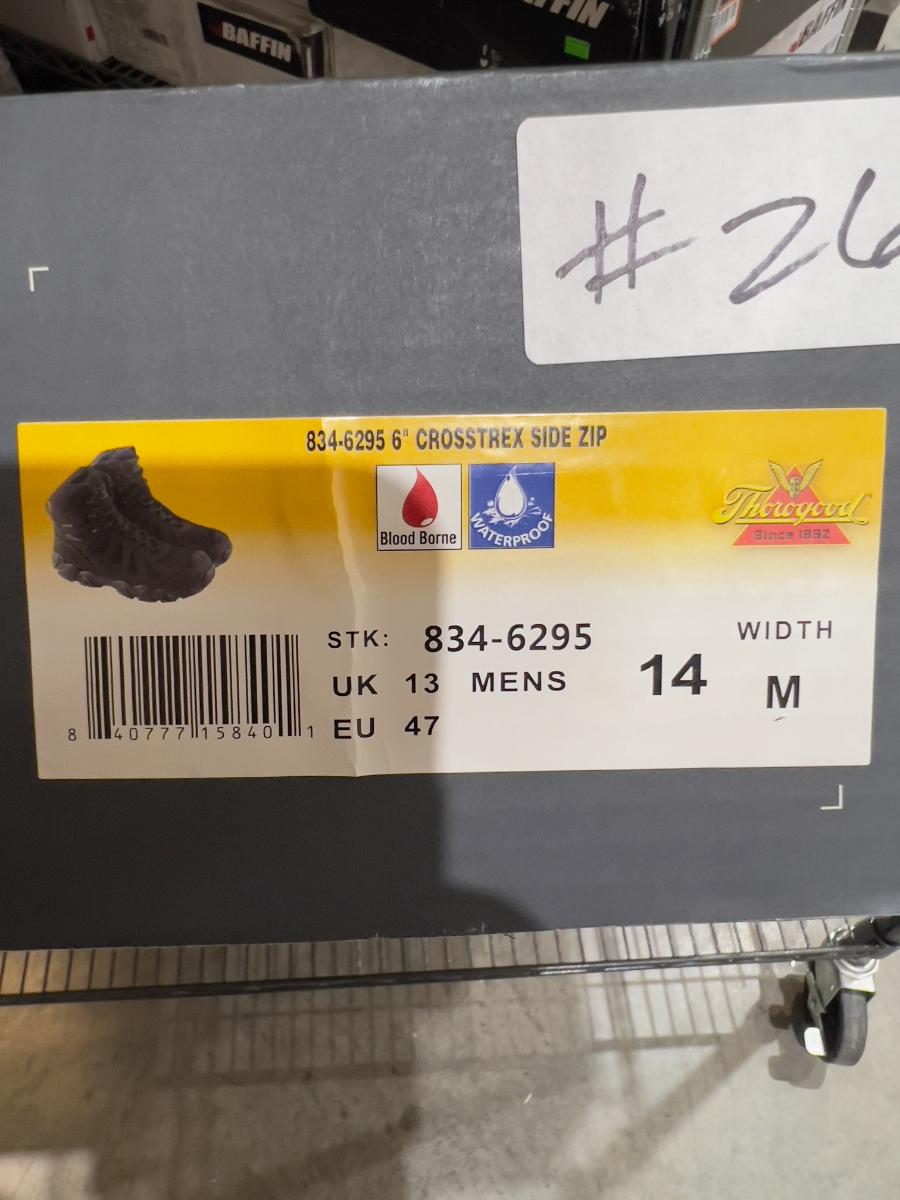 BAFFIN
BAFFIN
# 26
834-6295 6" CROSSTREX SIDE ZIP
Blood Borne
WATERPROOF
Thorogood
Since 1892
STK: 834-6295
WIDTH
UK 13 MENS
14
M
EU 47
8 40777 15840 1